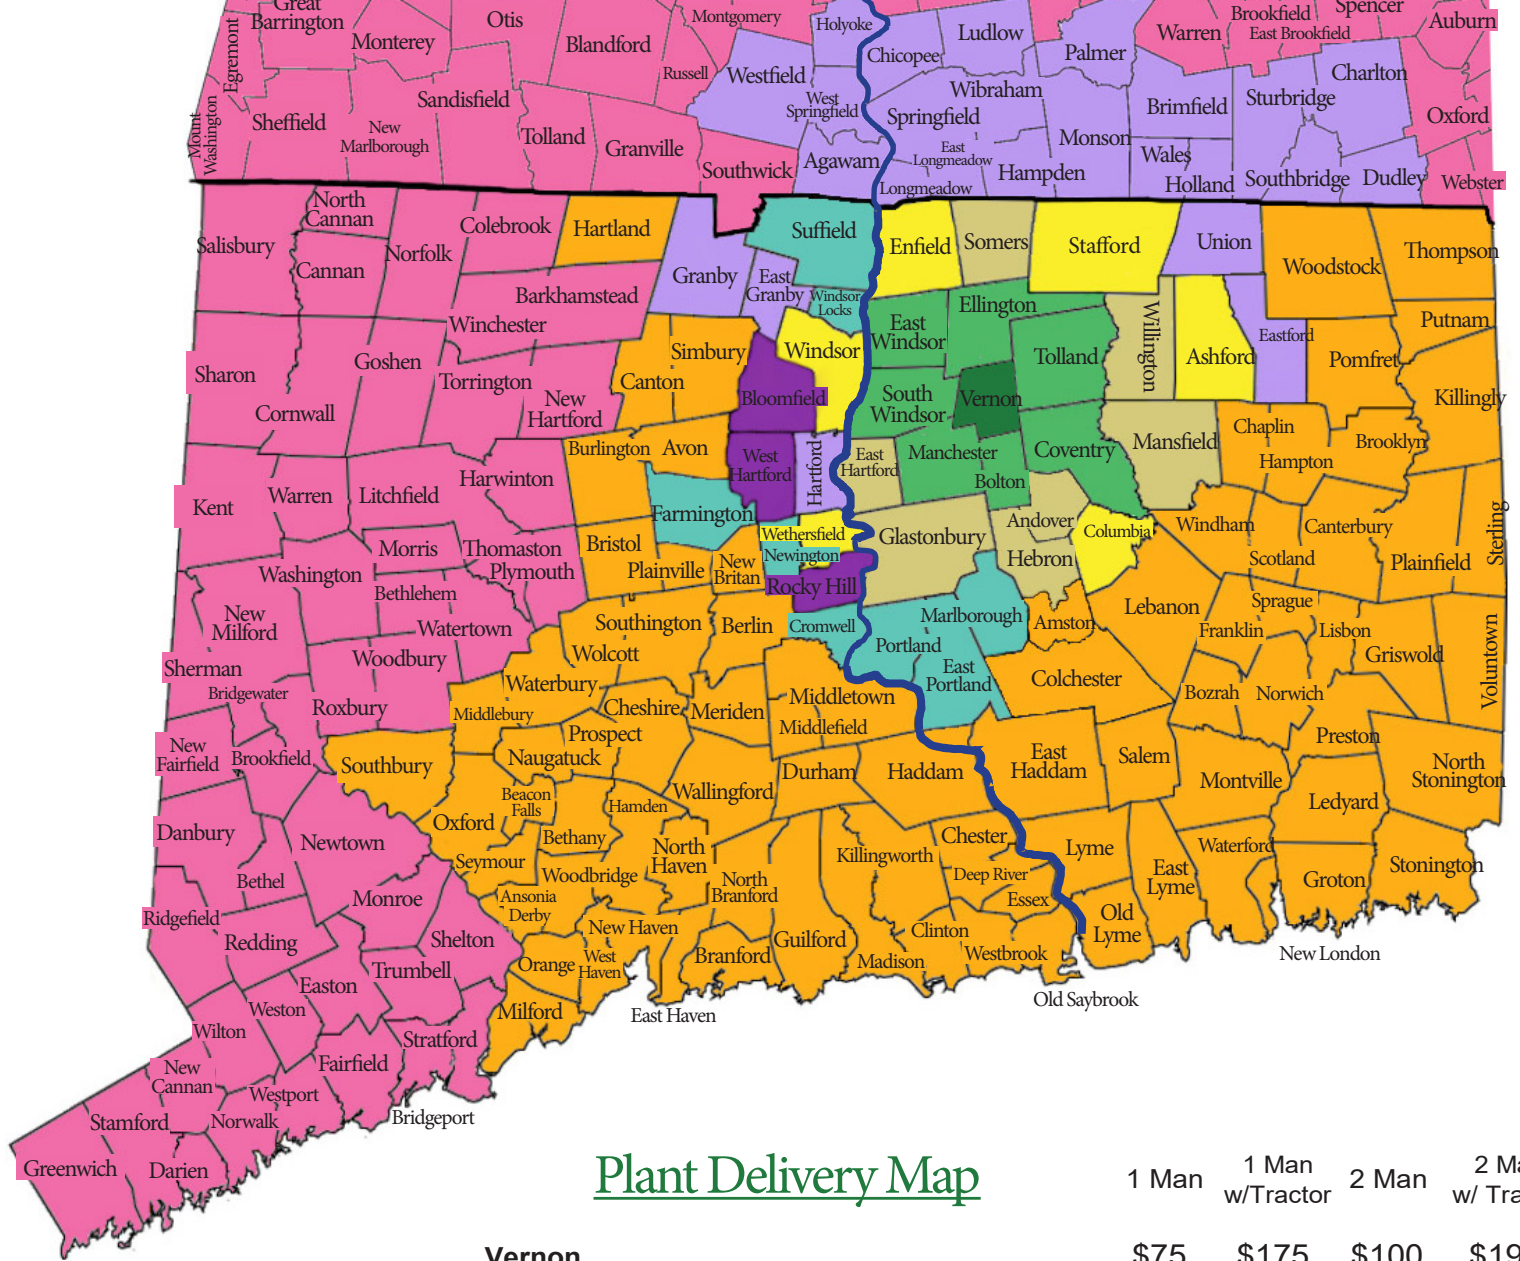 Great
Barrington
Otis
Montgomery
Holyoke
Ludlow
Brookfield
Spencer
Auburn
Egremont
Monterey
Blandford
Chicopee
Palmer
Warren
East Brookfield
Russell
Westfield
Charlton
Mount
Washington
Sheffield
New
Marlborough
Sandisfield
Tolland
Granville
Southwick
West
Springfield
Agawam
Springfield
Wibraham
East
Longmeadow
Longmeadow
Hampden
Monson
Brimfield
Wales
Holland
Sturbridge
Southbridge
Dudley
Oxford
Webster
North
Cannan
Salisbury
Cannan
Norfolk
Colebrook
Hartland
Granby
Suffield
East
Granby
Windsor
Locks
Enfield
Somers
Stafford
Union
Woodstock
Thompson
Barkhamstead
Winchester
Ellington
East
Windsor
Willington
Eastford
Putnam
Sharon
Goshen
Torrington
Cornwall
New
Hartford
Canton
Simbury
Windsor
Bloomfield
South
Windsor
Vernon
Tolland
Ashford
Pomfret
Killingly
Burlington
Avon
West
Hartford
Hartford
East
Hartford
Manchester
Bolton
Coventry
Mansfield
Chaplin
Hampton
Brooklyn
Kent
Warren
Litchfield
Harwinton
Farmington
Wethersfield
Newington
Glastonbury
Andover
Hebron
Columbia
Windham
Canterbury
Scotland
Plainfield
Sterling
Morris
Thomaston
Plymouth
Bristol
Plainville
New
Britan
Rocky Hill
Washington
Bethlehem
New
Milford
Watertown
Southington
Berlin
Cromwell
Marlborough
Portland
East
Portland
Amston
Lebanon
Sprague
Franklin
Lisbon
Griswold
Voluntown
Sherman
Woodbury
Wolcott
Bridgewater
Roxbury
Waterbury
Middlebury
Cheshire
Meriden
Middletown
Middlefield
Colchester
Bozrah
Norwich
Preston
New
Fairfield
Brookfield
Southbury
Prospect
Naugatuck
Durham
Haddam
East
Haddam
Salem
Montville
North
Stonington
Beacon
Falls
Hamden
Wallingford
Ledyard
Danbury
Newtown
Oxford
Bethany
North
Haven
Killingworth
Chester
Lyme
Waterford
Stonington
Seymour
Woodbridge
North
Branford
Deep River
East
Lyme
Groton
Bethel
Monroe
Ansonia
Derby
New Haven
Essex
Old
Lyme
Ridgefield
Redding
Shelton
Orange
West
Haven
Branford
Guilford
Madison
Clinton
Westbrook
New London
Trumbell
Easton
Milford
East Haven
Old Saybrook
Weston
Wilton
Stratford
Fairfield
New
Cannan
Westport
Bridgeport
Stamford
Norwalk
Greenwich
Darien
Plant Delivery Map
1 Man
1 Man
w/Tractor
2 Man
2 Ma
w/ Tra
Vernon
$75 $175 $100 $19